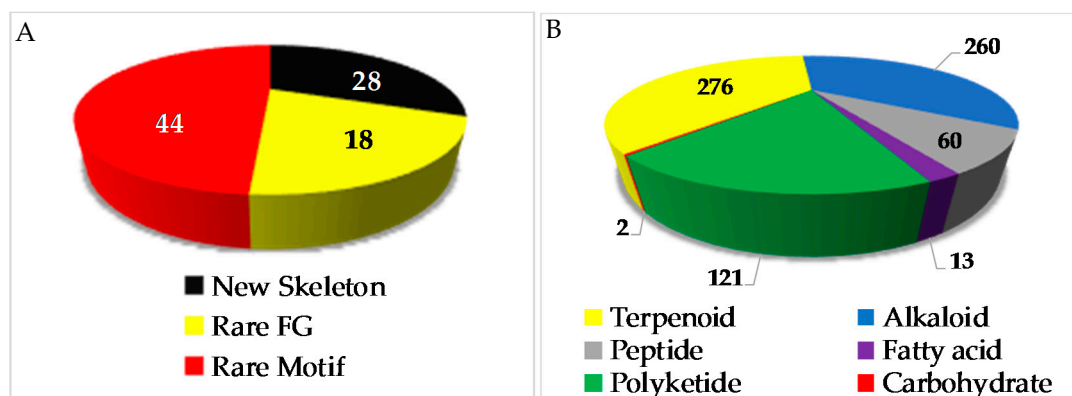 A
28
44
18
New Skeleton
Rare FG
Rare Motif
B
260
276
60
2
13
121
Terpenoid Alkaloid
Peptide Fatty acid
Polyketide Carbohydrate